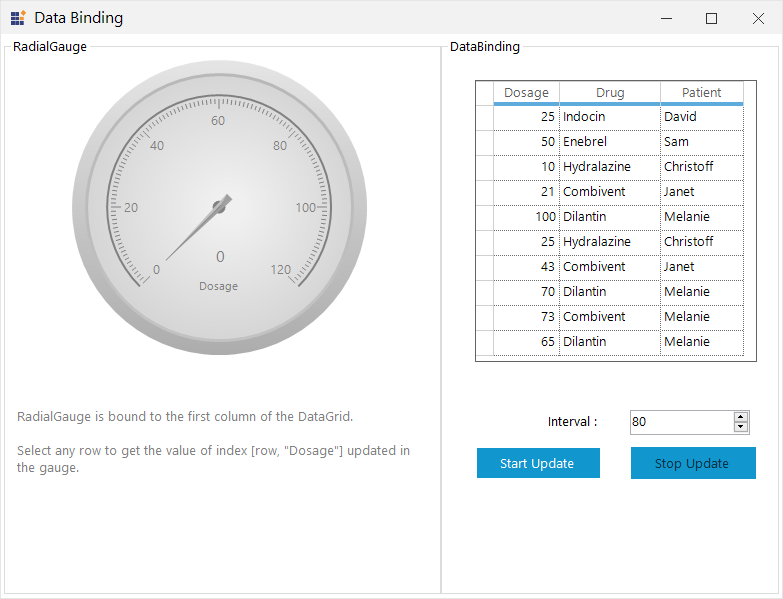 Data Binding
RadialGauge
60
40
80
20
100
0
120
0
Dosage
RadialGauge is bound to the first column of the DataGrid.
Select any row to get the value of index [row, "Dosage"] updated in
the gauge.
DataBinding
Dosage Drug Patient
25 Indocin David
50 Enebrel Sam
10 Hydralazine Christoff
21 Combivent Janet
100 Dilantin Melanie
25 Hydralazine Christoff
43 Combivent Janet
70 Dilantin Melanie
73 Combivent Melanie
65 Dilantin Melanie
Interval : 80
Start Update Stop Update